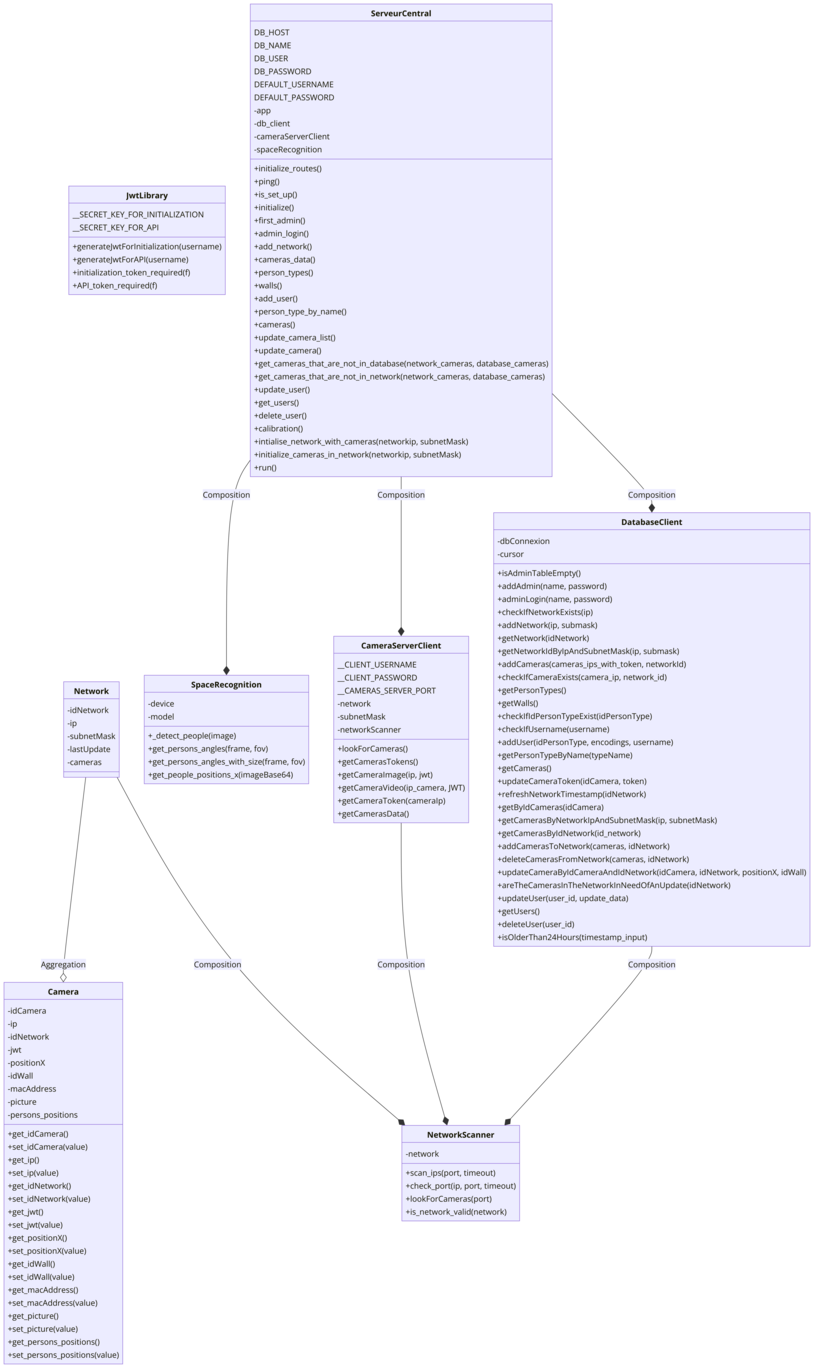 ServeurCentral
DB_HOST
DB_NAME
DB_USER
DB_PASSWORD
DEFAULT_USERNAME
DEFAULT_PASSWORD
-app
-db_client
-cameraServerClient
-spaceRecognition
+initialize_routes()
+ping()
+is_set_up()
+initialize()
+first_admin()
+admin_login()
+add_network()
+cameras_data()
+person_types()
+walls()
+add_user()
+person_type_by_name()
+cameras()
+update_camera_list()
+update_camera()
+get_cameras_that_are_not_in_database(network_cameras, database_cameras)
+get_cameras_that_are_not_in_network(network_cameras, database_cameras)
+update_user()
+get_users()
+delete_user()
+calibration()
+intialise_network_with_cameras(networkip, subnetMask)
+initialize_cameras_in_network(networkip, subnetMask)
+run()
JwtLibrary
__SECRET_KEY_FOR_INITIALIZATION
__SECRET_KEY_FOR_API
+generateJwtForInitialization(username)
+generateJwtForAPI(username)
+initialization_token_required(f)
+API_token_required(f)
Composition
Composition
Composition
DatabaseClient
-dbConnexion
-cursor
+isAdminTableEmpty()
+addAdmin(name, password)
+adminLogin(name, password)
+checkIfNetworkExists(ip)
+addNetwork(ip, submask)
+getNetwork(idNetwork)
+getNetworkIdByIpAndSubnetMask(ip, submask)
+addCameras(cameras_ips_with_token, networkId)
+checkIfCameraExists(camera_ip, network_id)
+getPersonTypes()
+getWalls()
+checkIfIdPersonTypeExist(idPersonType)
+checkIfUsername(username)
+addUser(idPersonType, encodings, username)
+getPersonTypeByName(typeName)
+getCameras()
+updateCameraToken(idCamera, token)
+refreshNetworkTimestamp(idNetwork)
+getByIdCameras(idCamera)
+getCamerasByNetworkIpAndSubnetMask(ip, subnetMask)
+getCamerasByIdNetwork(id_network)
+addCamerasToNetwork(cameras, idNetwork)
+deleteCamerasFromNetwork(cameras, idNetwork)
+updateCameraByIdCameraAndIdNetwork(idCamera, idNetwork, positionX, idWall)
+areTheCamerasInTheNetworkInNeedOfAnUpdate(idNetwork)
+updateUser(user_id, update_data)
+getUsers()
+deleteUser(user_id)
+isOlderThan24Hours(timestamp_input)
CameraServerClient
__CLIENT_USERNAME
__CLIENT_PASSWORD
__CAMERAS_SERVER_PORT
-network
-subnetMask
-networkScanner
+lookForCameras()
+getCamerasTokens()
+getCameraImage(ip, jwt)
+getCameraVideo(ip_camera, JWT)
+getCameraToken(cameraIp)
+getCamerasData()
SpaceRecognition
-device
-model
+_detect_people(image)
+get_persons_angles(frame, fov)
+get_persons_angles_with_size(frame, fov)
+get_people_positions_x(imageBase64)
Network
-idNetwork
-ip
-subnetMask
-lastUpdate
-cameras
Aggregation
Composition
Composition
Composition
Camera
-idCamera
-ip
-idNetwork
-jwt
-positionX
-idWall
-macAddress
-picture
-persons_positions
+get_idCamera()
+set_idCamera(value)
+get_ip()
+set_ip(value)
+get_idNetwork()
+set_idNetwork(value)
+get_jwt()
+set_jwt(value)
+get_positionX()
+set_positionX(value)
+get_idWall()
+set_idWall(value)
+get_macAddress()
+set_macAddress(value)
+get_picture()
+set_picture(value)
+get_persons_positions()
+set_persons_positions(value)
NetworkScanner
-network
+scan_ips(port, timeout)
+check_port(ip, port, timeout)
+lookForCameras(port)
+is_network_valid(network)